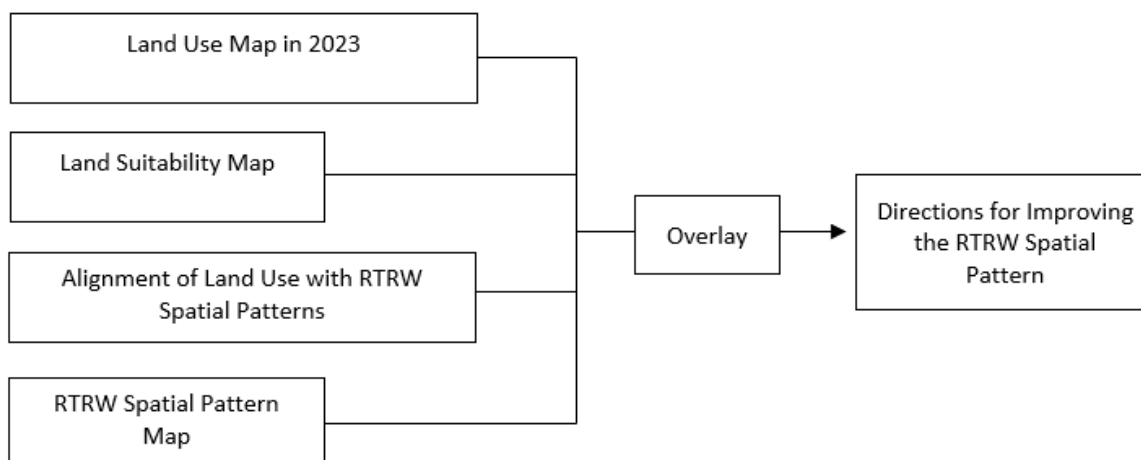 Land Use Map in 2023
Land Suitability Map
Alignment of Land Use with RTRW
Spatial Patterns
RTRW Spatial Pattern
Map
Overlay
Directions for Improving
the RTRW Spatial
Pattern